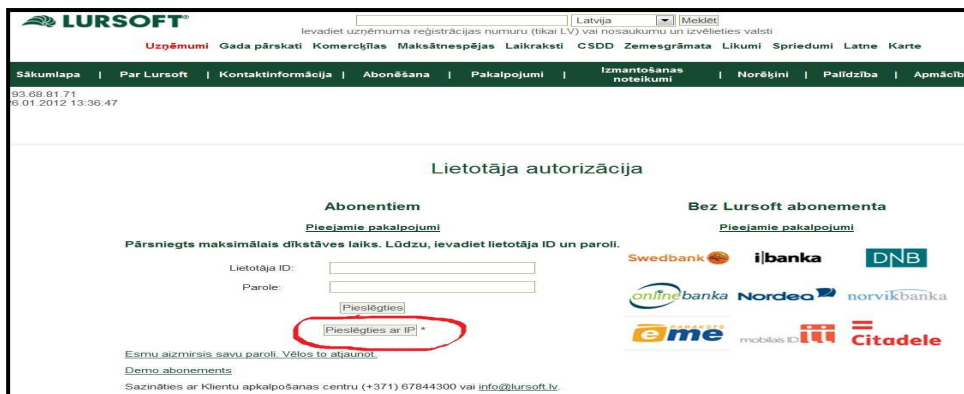 LURSOFT®
Latvija Meklēt
Ievadiet uzņēmuma reģistrācijas numuru (tikai LV) vai nosaukumu un izvēlieties valsti
Uzņēmumi Gada pārskati Komercķīlas Maksātnespējas Laikraksti CSDD Zemesgrāmata Likumi Spriedumi Latne Karte
Sākumlapa | Par Lursoft | Kontaktinformācija | Abonēšana | Pakalpojumi | Izmantošanas noteikumi | Norēķini | Palīdzība | Apmācīb
93.68.81.71
6.01.2012 13:36:47
Lietotāja autorizācija
Abonentiem
Pieejamie pakalpojumi
Pārsniegts maksimālais dīkstāves laiks. Lūdzu, ievadiet lietotāja ID un paroli.
Lietotāja ID:
Parole:
Pieslēgties
Pieslēgties ar IP *
Esmu aizmirsis savu paroli. Vēlos to atjaunot.
Demo abonements
Sazināties ar Klientu apkalpošanas centru (+371) 67844300 vai info@lursoft.lv.
Bez Lursoft abonementa
Pieejamie pakalpojumi
Swedbank i|banka DNB
onlinebanka Nordea norvikbanka
eme mobilais ID Citadele